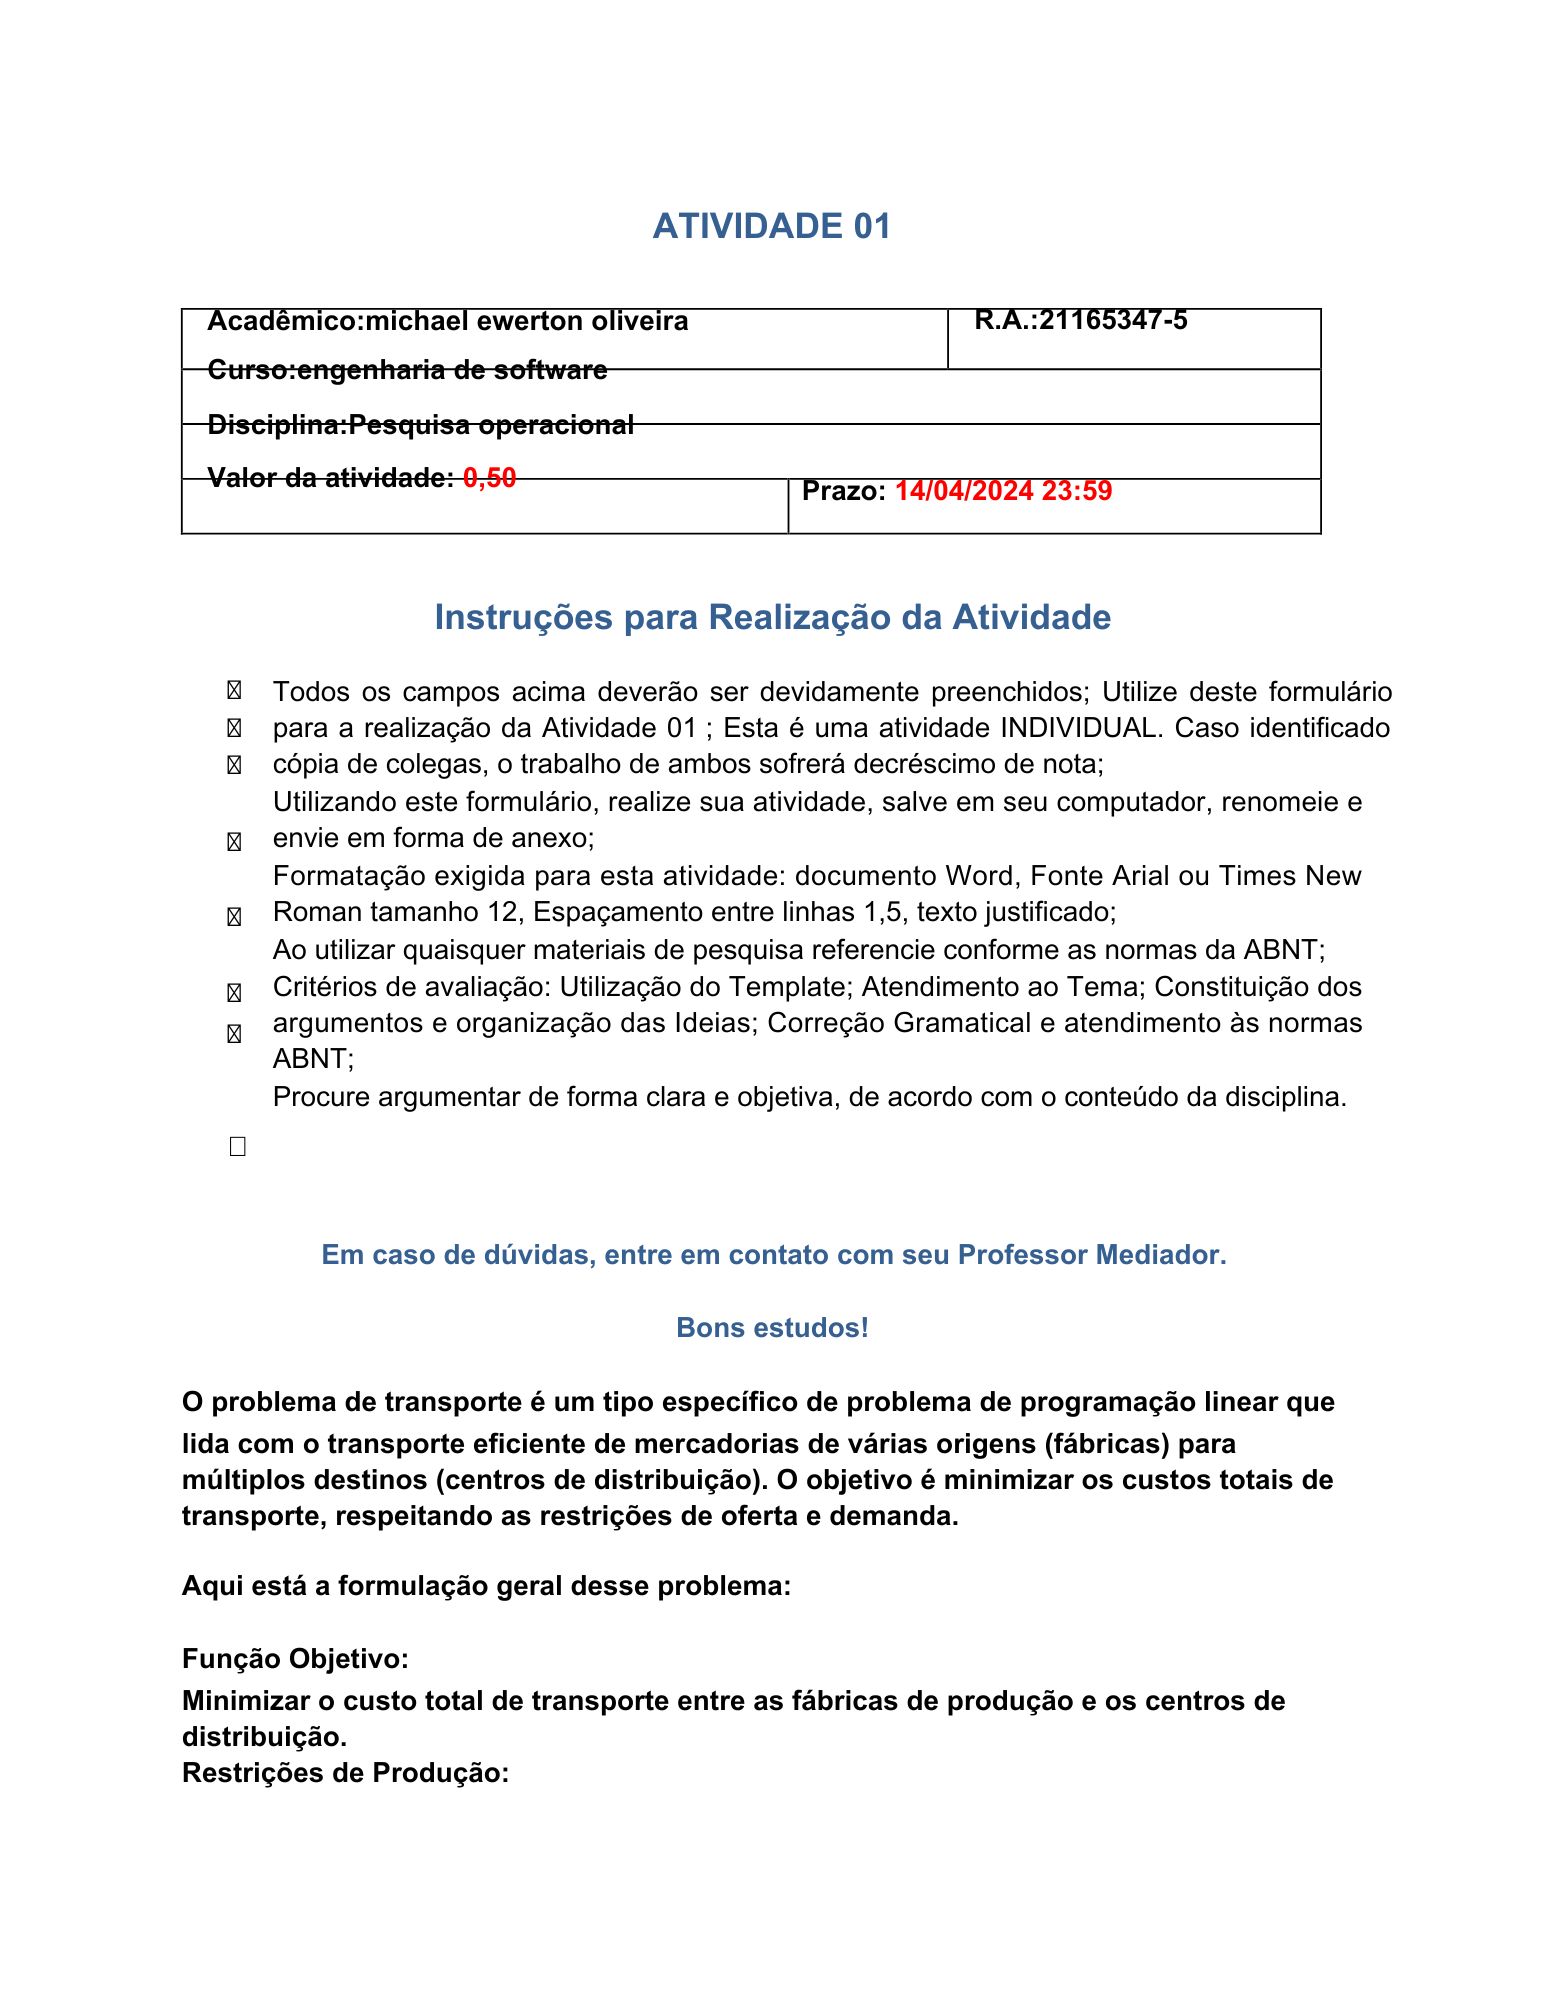 ATIVIDADE 01
Acadêmico:michael ewerton oliveira R.A.:21165347-5
Curso:engenharia de software
Disciplina:Pesquisa operacional
Valor da atividade: 0,50 Prazo: 14/04/2024 23:59
Instruções para Realização da Atividade
Todos os campos acima deverão ser devidamente preenchidos; Utilize deste formulário
para a realização da Atividade 01 ; Esta é uma atividade INDIVIDUAL. Caso identificado
cópia de colegas, o trabalho de ambos sofrerá decréscimo de nota;
Utilizando este formulário, realize sua atividade, salve em seu computador, renomeie e
envie em forma de anexo;
Formatação exigida para esta atividade: documento Word, Fonte Arial ou Times New
Roman tamanho 12, Espaçamento entre linhas 1,5, texto justificado;
Ao utilizar quaisquer materiais de pesquisa referencie conforme as normas da ABNT;
Critérios de avaliação: Utilização do Template; Atendimento ao Tema; Constituição dos
argumentos e organização das Ideias; Correção Gramatical e atendimento às normas
ABNT;
Procure argumentar de forma clara e objetiva, de acordo com o conteúdo da disciplina.
Em caso de dúvidas, entre em contato com seu Professor Mediador.
Bons estudos!
O problema de transporte é um tipo específico de problema de programação linear que
lida com o transporte eficiente de mercadorias de várias origens (fábricas) para
múltiplos destinos (centros de distribuição). O objetivo é minimizar os custos totais de
transporte, respeitando as restrições de oferta e demanda.
Aqui está a formulação geral desse problema:
Função Objetivo:
Minimizar o custo total de transporte entre as fábricas de produção e os centros de
distribuição.
Restrições de Produção: